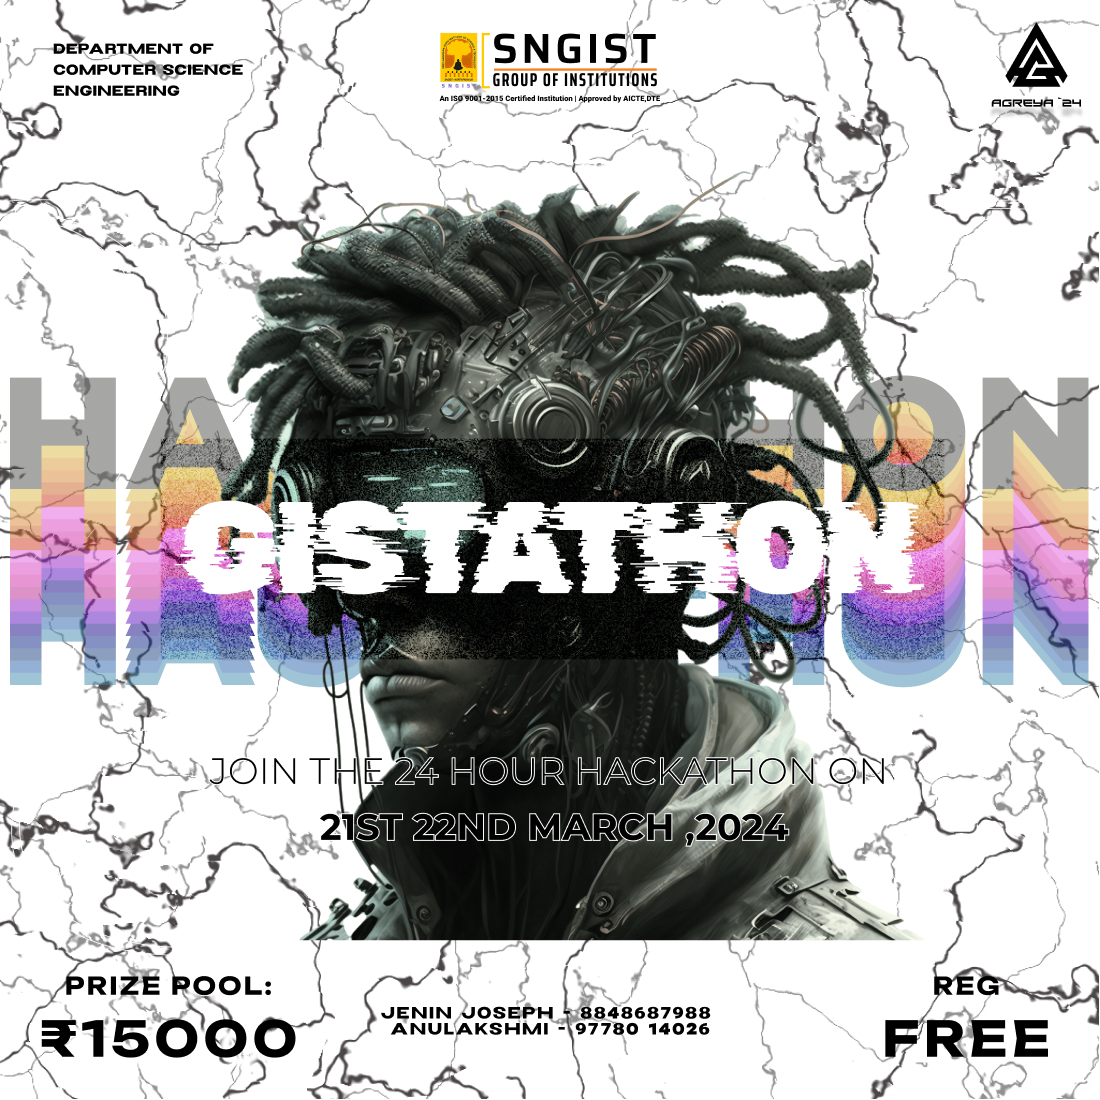 DEPARTMENT OF
COMPUTER SCIENCE
ENGINEERING
SNGIST
SNGIST
GROUP OF INSTITUTIONS
An ISO 9001-2015 Certified Institution | Approved by AICTE,DTE
AGREYA `24
HACKATHON
GISTATHON
JOIN THE 24 HOUR HACKATHON ON
21ST 22ND MARCH ,2024
PRIZE POOL:
₹15000
JENIN JOSEPH - 8848687988
ANULAKSHMI - 97780 14026
REG
FREE